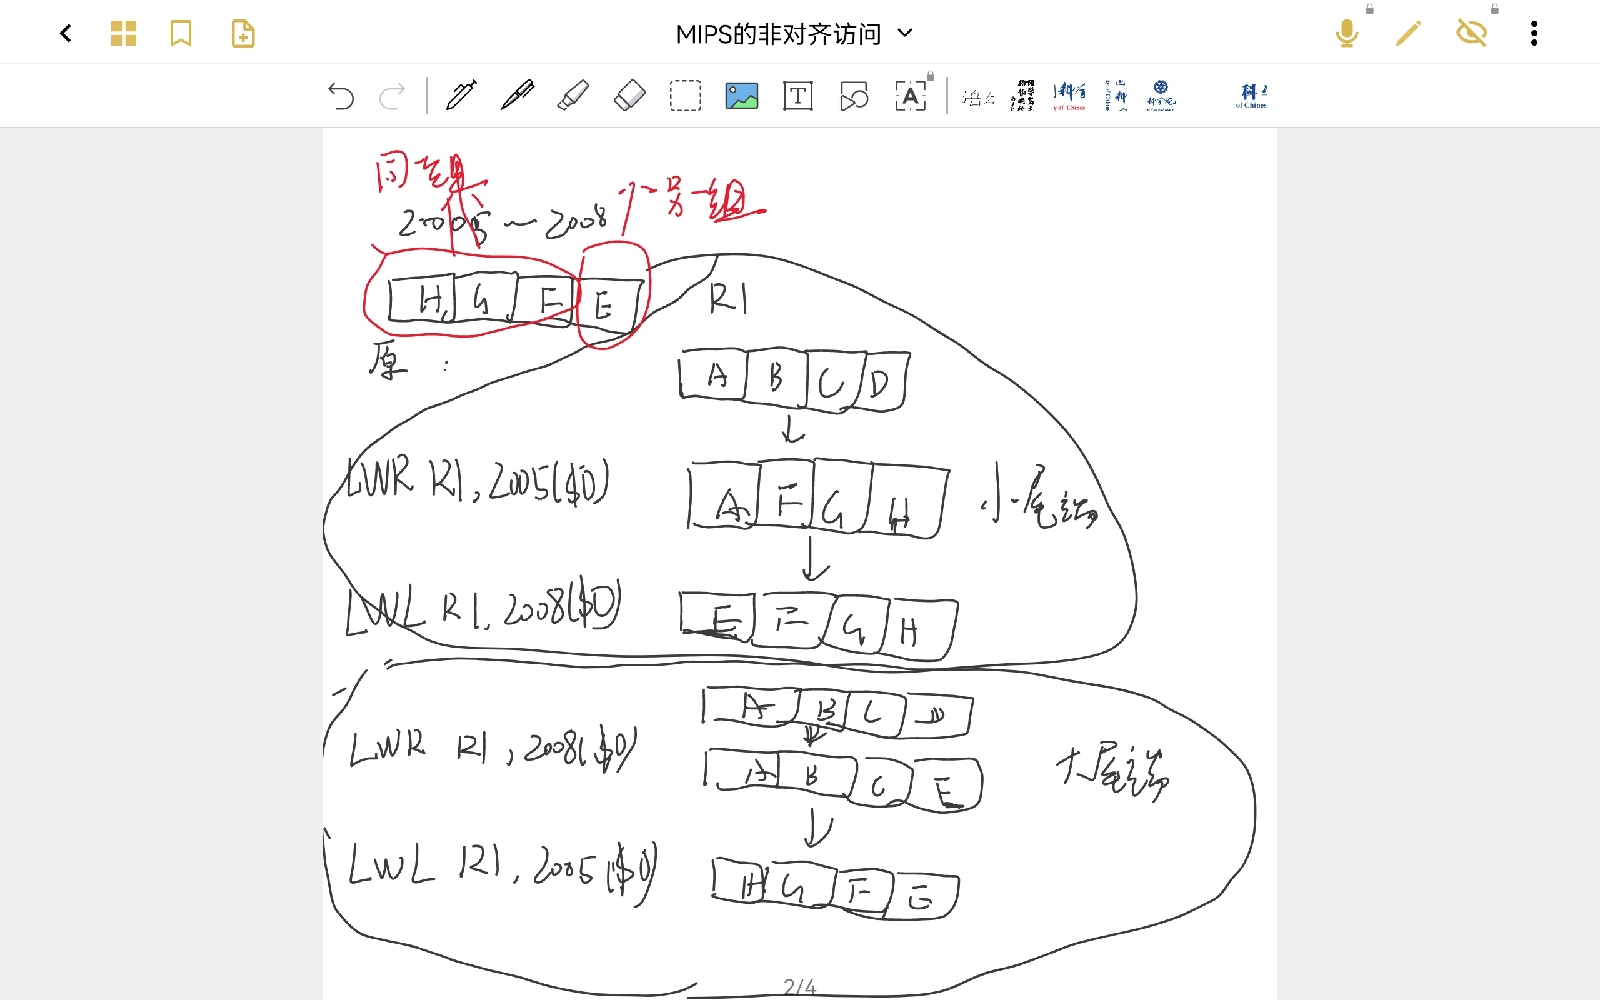 MIPS的非对齐访问
同一组
另一组
2005～2008
H G F E
R1
原：
A B C D
LWR R1,2005($0)
A F G H
小尾端
LWL R1,2008($0)
E F G H
A B C D
LWR R1,2008($0)
A B C E
大尾端
LWL R1,2005($0)
H G F E
2/4